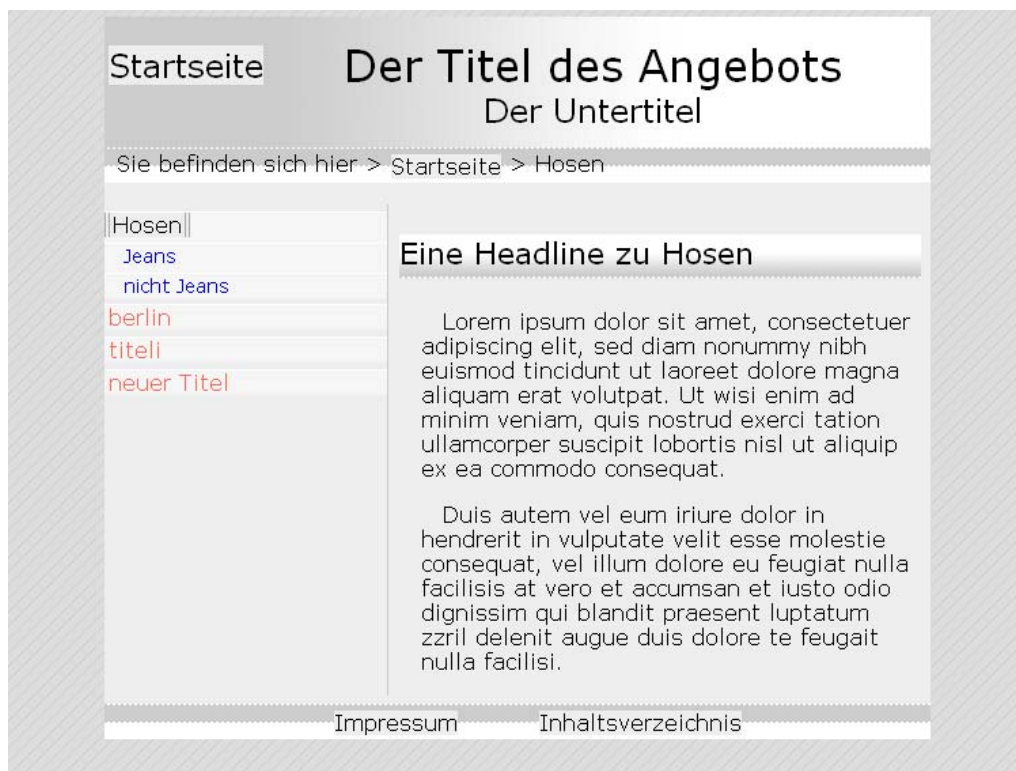 Startseite
Der Titel des Angebots
Der Untertitel
Sie befinden sich hier > Startseite > Hosen
Hosen
Jeans
nicht Jeans
berlin
titeli
neuer Titel
Eine Headline zu Hosen
Lorem ipsum dolor sit amet, consectetuer
adipiscing elit, sed diam nonummy nibh
euismod tincidunt ut laoreet dolore magna
aliquam erat volutpat. Ut wisi enim ad
minim veniam, quis nostrud exerci tation
ullamcorper suscipit lobortis nisl ut aliquip
ex ea commodo consequat.
Duis autem vel eum iriure dolor in
hendrerit in vulputate velit esse molestie
consequat, vel illum dolore eu feugiat nulla
facilisis at vero et accumsan et iusto odio
dignissim qui blandit praesent luptatum
zzril delenit augue duis dolore te feugait
nulla facilisi.
Impressum Inhaltsverzeichnis